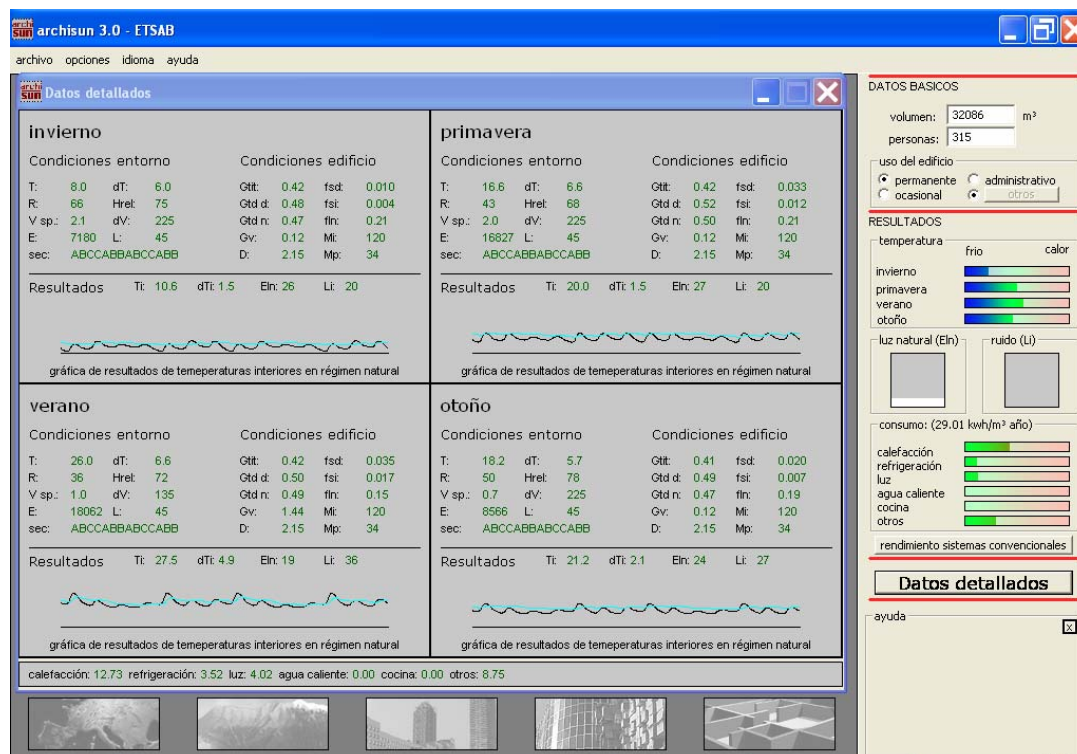 archi sun archisun 3.0 - ETSAB
archivo opciones idioma ayuda
archi sun Datos detallados
invierno
Condiciones entorno Condiciones edificio
T: 8.0 dT: 6.0 Gtit: 0.42 fsd: 0.010
R: 66 Hrel: 75 Gtd d: 0.48 fsi: 0.004
V sp.: 2.1 dV: 225 Gtd n: 0.47 fln: 0.21
E: 7180 L: 45 Gv: 0.12 Mi: 120
sec: ABCCABBABCCABB D: 2.15 Mp: 34
Resultados Ti: 10.6 dTi: 1.5 Eln: 26 Li: 20
gráfica de resultados de temeperaturas interiores en régimen natural
primavera
Condiciones entorno Condiciones edificio
T: 16.6 dT: 6.6 Gtit: 0.42 fsd: 0.033
R: 43 Hrel: 68 Gtd d: 0.52 fsi: 0.012
V sp.: 2.0 dV: 225 Gtd n: 0.50 fln: 0.21
E: 16827 L: 45 Gv: 0.12 Mi: 120
sec: ABCCABBABCCABB D: 2.15 Mp: 34
Resultados Ti: 20.0 dTi: 1.5 Eln: 27 Li: 20
gráfica de resultados de temeperaturas interiores en régimen natural
verano
Condiciones entorno Condiciones edificio
T: 26.0 dT: 6.6 Gtit: 0.42 fsd: 0.035
R: 36 Hrel: 72 Gtd d: 0.50 fsi: 0.017
V sp.: 1.0 dV: 135 Gtd n: 0.49 fln: 0.15
E: 18062 L: 45 Gv: 1.44 Mi: 120
sec: ABCCABBABCCABB D: 2.15 Mp: 34
Resultados Ti: 27.5 dTi: 4.9 Eln: 19 Li: 36
gráfica de resultados de temeperaturas interiores en régimen natural
otoño
Condiciones entorno Condiciones edificio
T: 18.2 dT: 5.7 Gtit: 0.41 fsd: 0.020
R: 50 Hrel: 78 Gtd d: 0.49 fsi: 0.007
V sp.: 0.7 dV: 225 Gtd n: 0.47 fln: 0.19
E: 8566 L: 45 Gv: 0.12 Mi: 120
sec: ABCCABBABCCABB D: 2.15 Mp: 34
Resultados Ti: 21.2 dTi: 2.1 Eln: 24 Li: 27
gráfica de resultados de temeperaturas interiores en régimen natural
calefacción: 12.73 refrigeración: 3.52 luz: 4.02 agua caliente: 0.00 cocina: 0.00 otros: 8.75
DATOS BASICOS
volumen: 32086 m³
personas: 315
uso del edificio
permanente administrativo
ocasional otros
RESULTADOS
temperatura frio calor
invierno
primavera
verano
otoño
luz natural (Eln) ruido (Li)
consumo: (29.01 kwh/m³ año)
calefacción
refrigeración
luz
agua caliente
cocina
otros
rendimiento sistemas convencionales
Datos detallados
ayuda
x